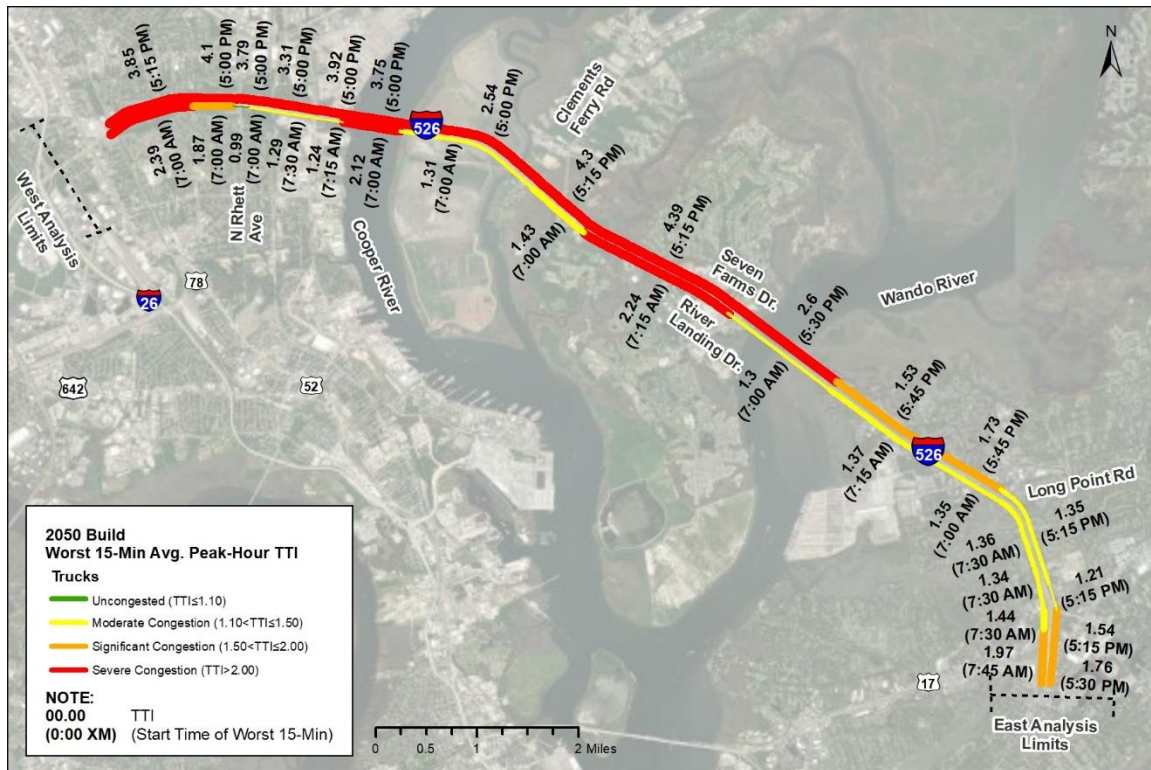 3.85
(5:15 PM)
4.1
(5:00 PM)
3.79
(5:00 PM)
3.31
(5:00 PM)
3.92
(5:00 PM)
3.75
(5:00 PM)
2.54
(5:00 PM)
Clements
Ferry Rd
N
526
2.39
(7:00 AM)
1.87
(7:00 AM)
0.99
(7:00 AM)
1.29
(7:30 AM)
1.24
(7:15 AM)
2.12
(7:00 AM)
1.31
(7:00 AM)
4.3
(5:15 PM)
West Analysis
Limits
N Rhett
Ave
Cooper River
1.43
(7:00 AM)
4.39
(5:15 PM)
Seven
Farms Dr.
2.6
(5:30 PM)
Wando River
78
26
2.24
(7:15 AM)
River
Landing Dr.
1.3
(7:00 AM)
642
52
1.53
(5:45 PM)
1.73
(5:45 PM)
526
1.37
(7:15 AM)
1.35
(7:00 AM)
Long Point Rd
1.35
(5:15 PM)
1.36
(7:30 AM)
1.34
(7:30 AM)
1.21
(5:15 PM)
1.44
(7:30 AM)
1.54
(5:15 PM)
1.97
(7:45 AM)
1.76
(5:30 PM)
17
East Analysis
Limits
2050 Build
Worst 15-Min Avg. Peak-Hour TTI
Trucks
Uncongested (TTI≤1.10)
Moderate Congestion (1.10<TTI≤1.50)
Significant Congestion (1.50<TTI≤2.00)
Severe Congestion (TTI>2.00)
NOTE:
00.00 TTI
(0:00 XM) (Start Time of Worst 15-Min)
0 0.5 1 2 Miles